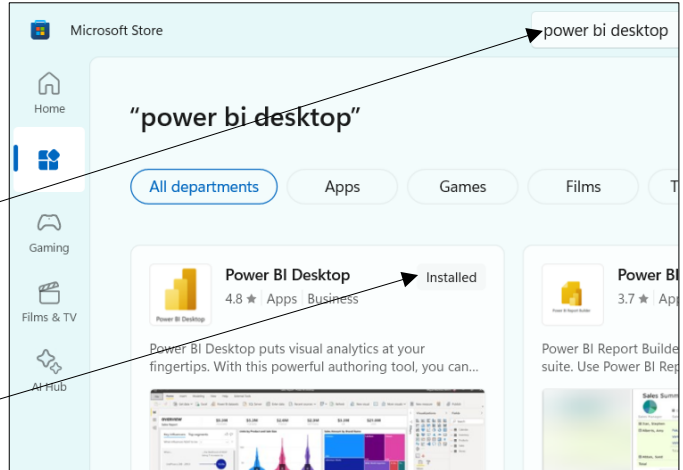 Microsoft Store
power bi desktop
Home
“power bi desktop”
All departments
Apps
Games
Films
T
Gaming
Films & TV
AI Hub
Power BI Desktop
Power BI Desktop
4.8 ★ Apps Business
Installed
Power BI Desktop puts visual analytics at your
fingertips. With this powerful authoring tool, you can...
Power BI Report Builder
Power BI
3.7 ★ App
Power BI Report Builde
suite. Use Power BI Rep
Sales Summ